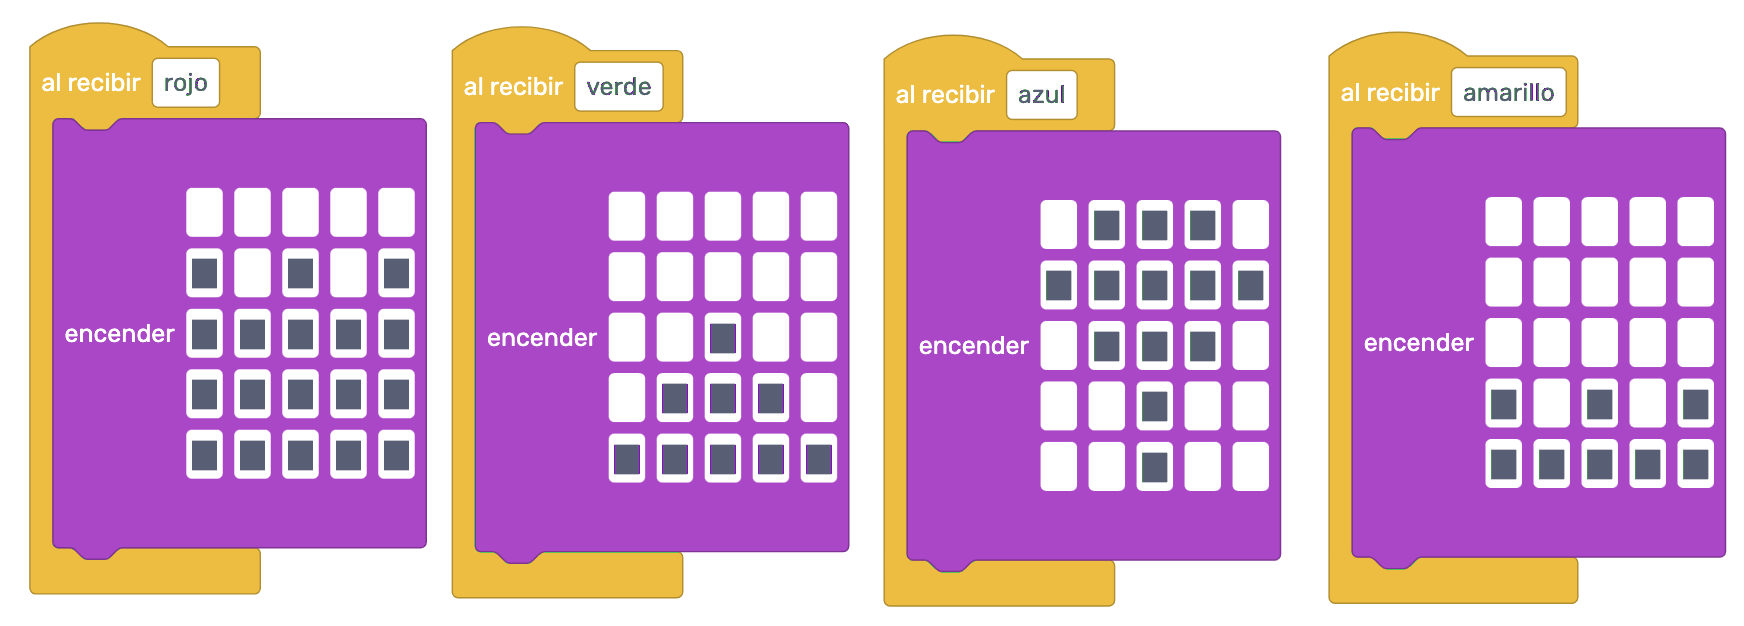 al recibir rojo
encender
al recibir verde
encender
al recibir azul
encender
al recibir amarillo
encender